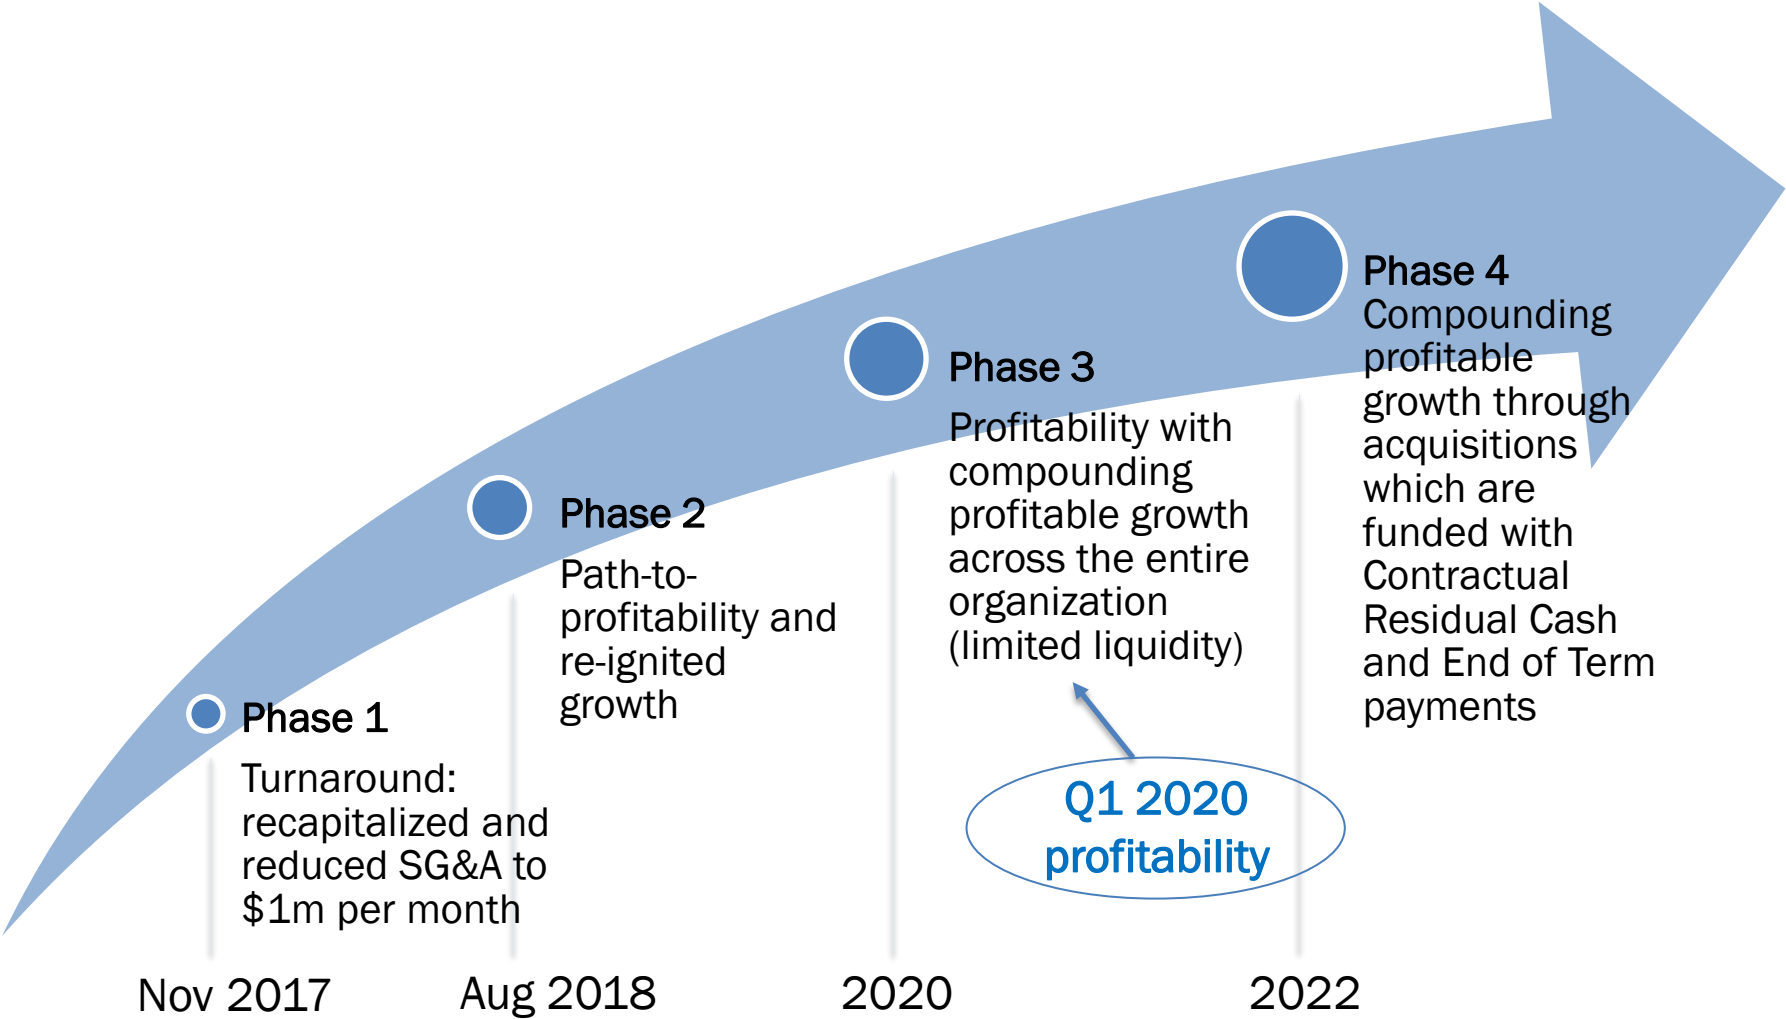 Phase 1
Turnaround:
recapitalized and
reduced SG&A to
$1m per month
Phase 2
Path-to-
profitability and
re-ignited
growth
Phase 3
Profitability with
compounding
profitable growth
across the entire
organization
(limited liquidity)
Q1 2020
profitability
Phase 4
Compounding
profitable
growth through
acquisitions
which are
funded with
Contractual
Residual Cash
and End of Term
payments
Nov 2017
Aug 2018
2020
2022